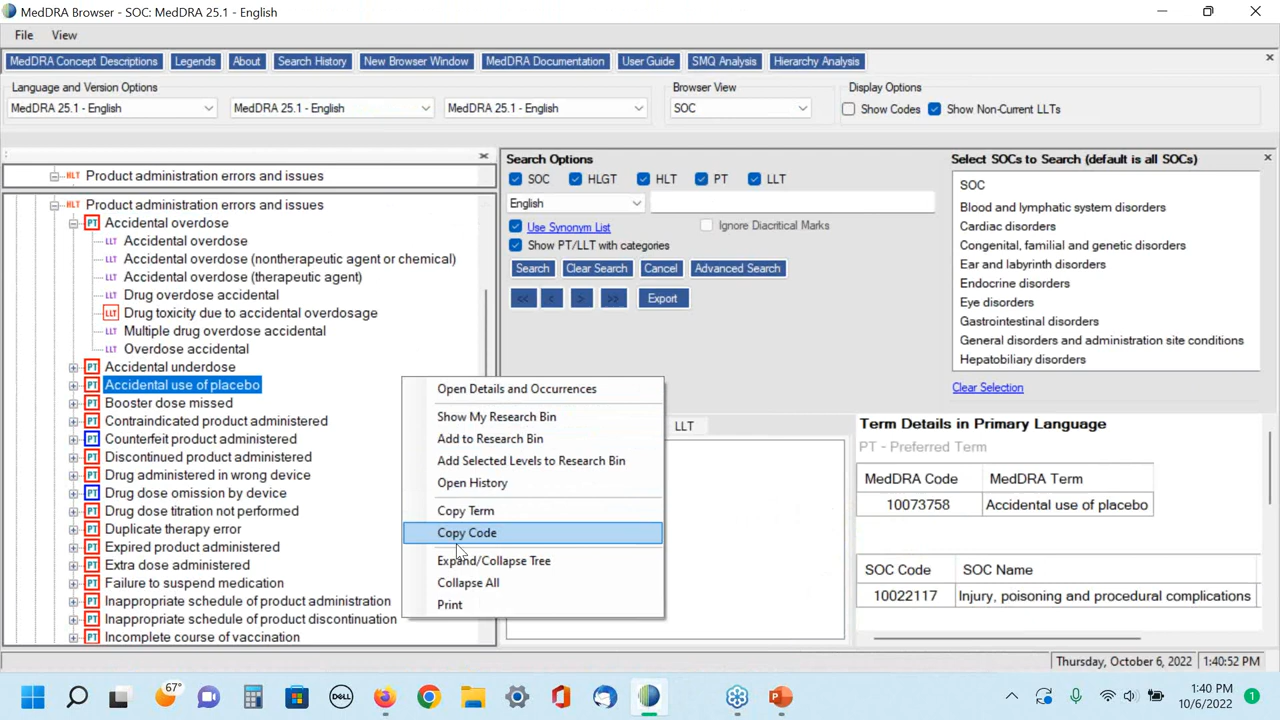 MedDRA Browser - SOC: MedDRA 25.1 - English
File View
MedDRA Concept Descriptions Legends About Search History New Browser Window MedDRA Documentation User Guide SMQ Analysis Hierarchy Analysis
Language and Version Options Browser View Display Options
MedDRA 25.1 - English MedDRA 25.1 - English MedDRA 25.1 - English SOC Show Codes Show Non-Current LLTs
HLT Product administration errors and issues
HLT Product administration errors and issues
PT Accidental overdose
LLT Accidental overdose
LLT Accidental overdose (nontherapeutic agent or chemical)
LLT Accidental overdose (therapeutic agent)
LLT Drug overdose accidental
LLT Drug toxicity due to accidental overdosage
LLT Multiple drug overdose accidental
LLT Overdose accidental
PT Accidental underdose
PT Accidental use of placebo
PT Booster dose missed
PT Contraindicated product administered
PT Counterfeit product administered
PT Discontinued product administered
PT Drug administered in wrong device
PT Drug dose omission by device
PT Drug dose titration not performed
PT Duplicate therapy error
PT Expired product administered
PT Extra dose administered
PT Failure to suspend medication
PT Inappropriate schedule of product administration
PT Inappropriate schedule of product discontinuation
PT Incomplete course of vaccination
Open Details and Occurrences
Show My Research Bin
Add to Research Bin
Add Selected Levels to Research Bin
Open History
Copy Term
Copy Code
Expand/Collapse Tree
Collapse All
Print
Search Options
SOC HLGT HLT PT LLT
English
Use Synonym List Ignore Diacritical Marks
Show PT/LLT with categories
Search Clear Search Cancel Advanced Search
<< < > >> Export
LLT
Select SOCs to Search (default is all SOCs)
SOC
Blood and lymphatic system disorders
Cardiac disorders
Congenital, familial and genetic disorders
Ear and labyrinth disorders
Endocrine disorders
Eye disorders
Gastrointestinal disorders
General disorders and administration site conditions
Hepatobiliary disorders
Clear Selection
Term Details in Primary Language
PT - Preferred Term
MedDRA Code MedDRA Term
10073758 Accidental use of placebo
SOC Code SOC Name
10022117 Injury, poisoning and procedural complications
Thursday, October 6, 2022 1:40:52 PM
67°
DELL
1:40 PM
10/6/2022
1